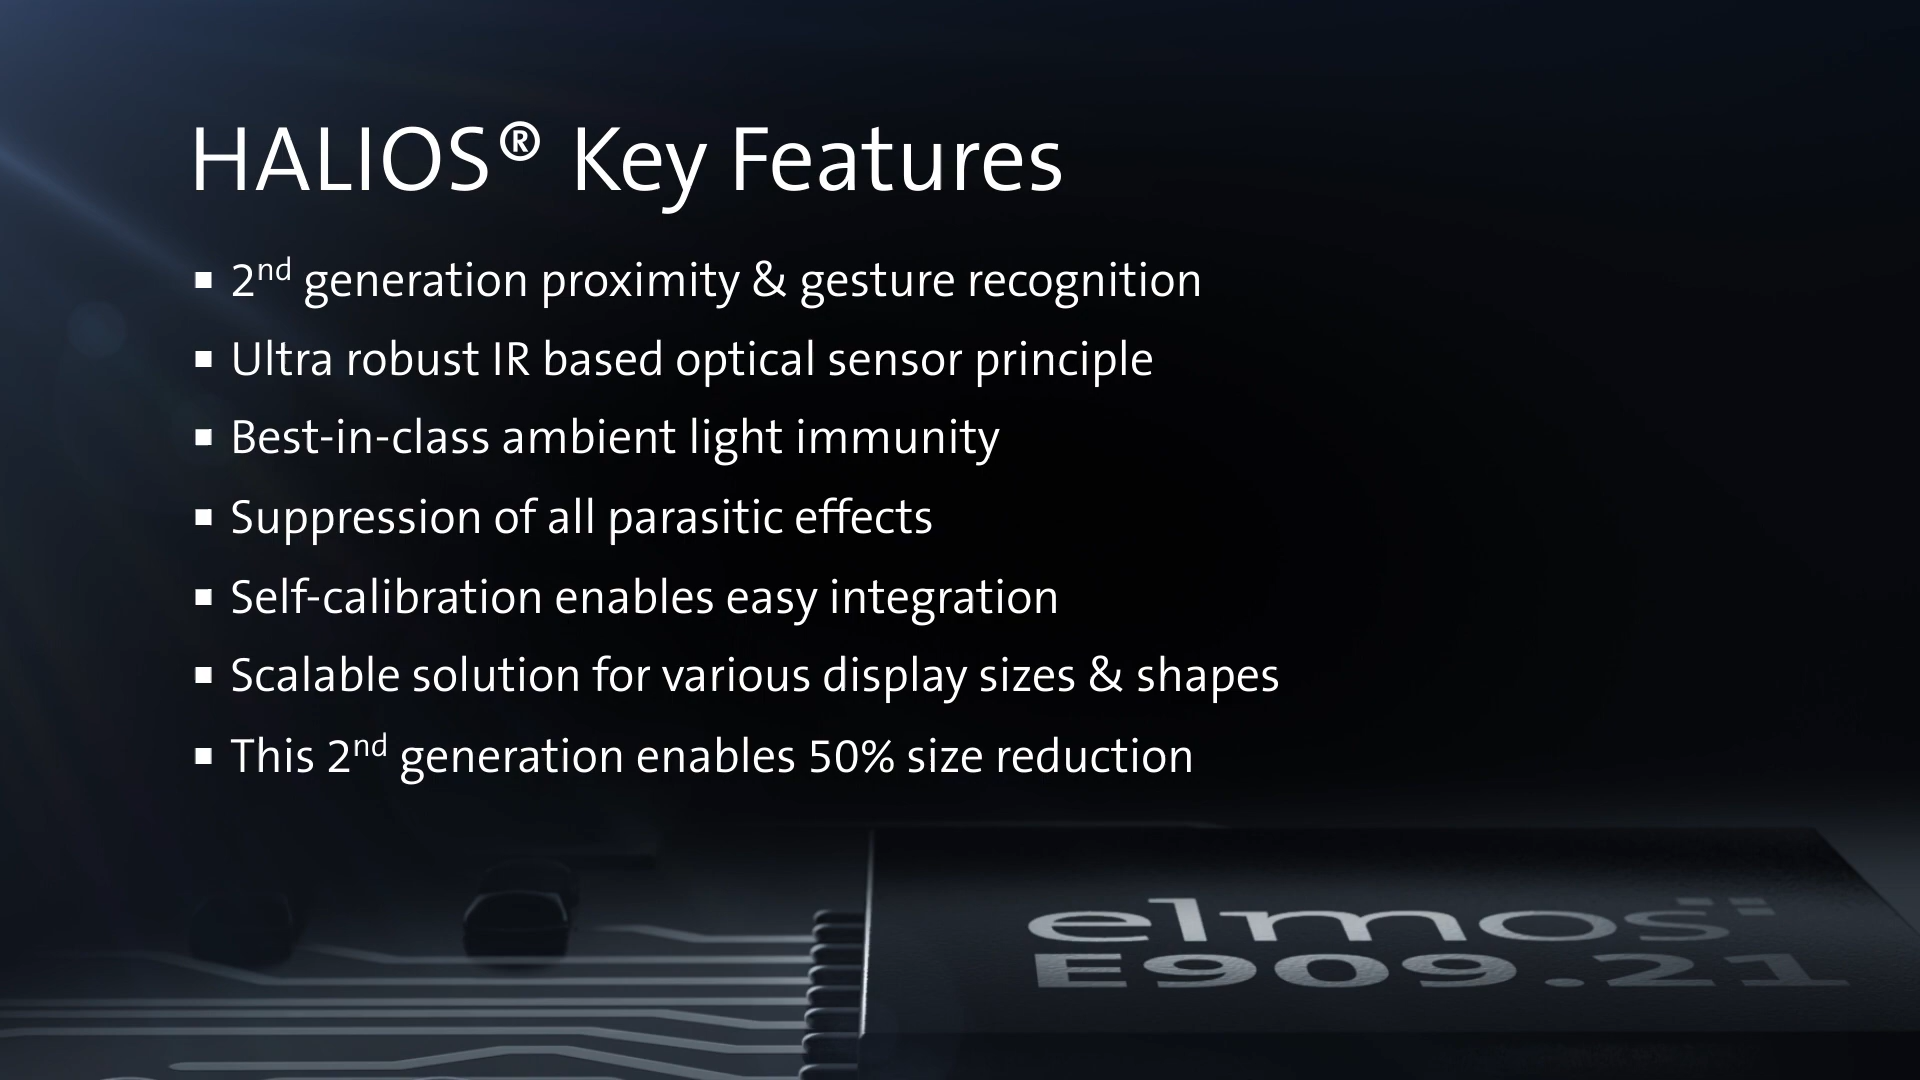 HALIOS® Key Features
▪ 2nd generation proximity & gesture recognition
▪ Ultra robust IR based optical sensor principle
▪ Best-in-class ambient light immunity
▪ Suppression of all parasitic effects
▪ Self-calibration enables easy integration
▪ Scalable solution for various display sizes & shapes
▪ This 2nd generation enables 50% size reduction
elmos
E909.21